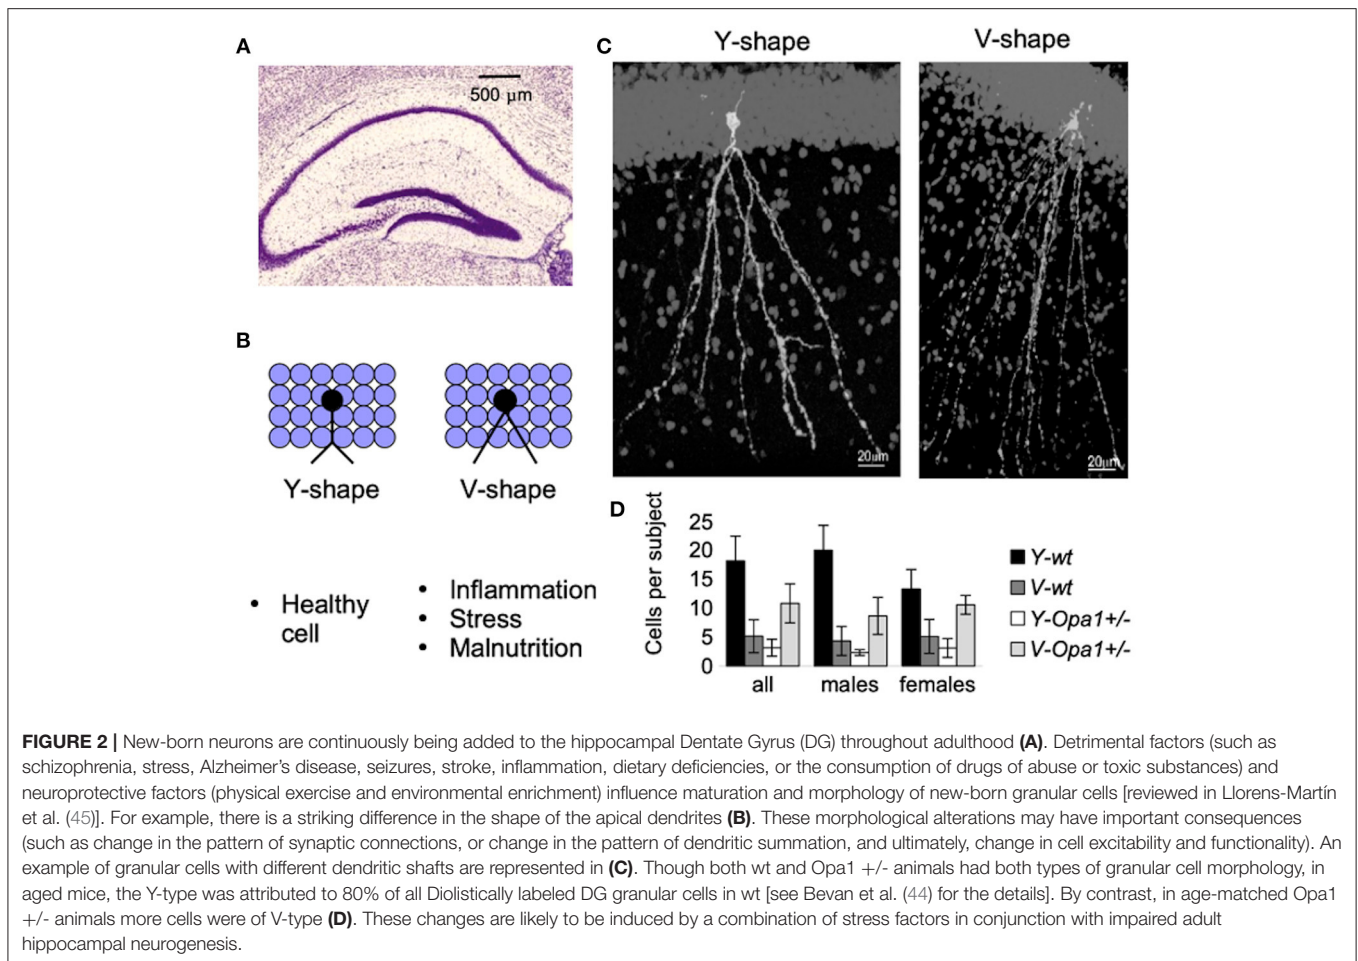 A
500 μm
B
Y-shape
V-shape
• Healthy
cell
• Inflammation
• Stress
• Malnutrition
C
Y-shape
V-shape
20μm
20μm
D
Cells per subject
25
20
15
10
5
0
all
males
females
Y-wt
V-wt
Y-Opa1+/-
V-Opa1+/-
FIGURE 2 | New-born neurons are continuously being added to the hippocampal Dentate Gyrus (DG) throughout adulthood (A). Detrimental factors (such as
schizophrenia, stress, Alzheimer’s disease, seizures, stroke, inflammation, dietary deficiencies, or the consumption of drugs of abuse or toxic substances) and
neuroprotective factors (physical exercise and environmental enrichment) influence maturation and morphology of new-born granular cells [reviewed in Llorens-Martín
et al. (45)]. For example, there is a striking difference in the shape of the apical dendrites (B). These morphological alterations may have important consequences
(such as change in the pattern of synaptic connections, or change in the pattern of dendritic summation, and ultimately, change in cell excitability and functionality). An
example of granular cells with different dendritic shafts are represented in (C). Though both wt and Opa1 +/- animals had both types of granular cell morphology, in
aged mice, the Y-type was attributed to 80% of all Diolistically labeled DG granular cells in wt [see Bevan et al. (44) for the details]. By contrast, in age-matched Opa1
+/- animals more cells were of V-type (D). These changes are likely to be induced by a combination of stress factors in conjunction with impaired adult
hippocampal neurogenesis.